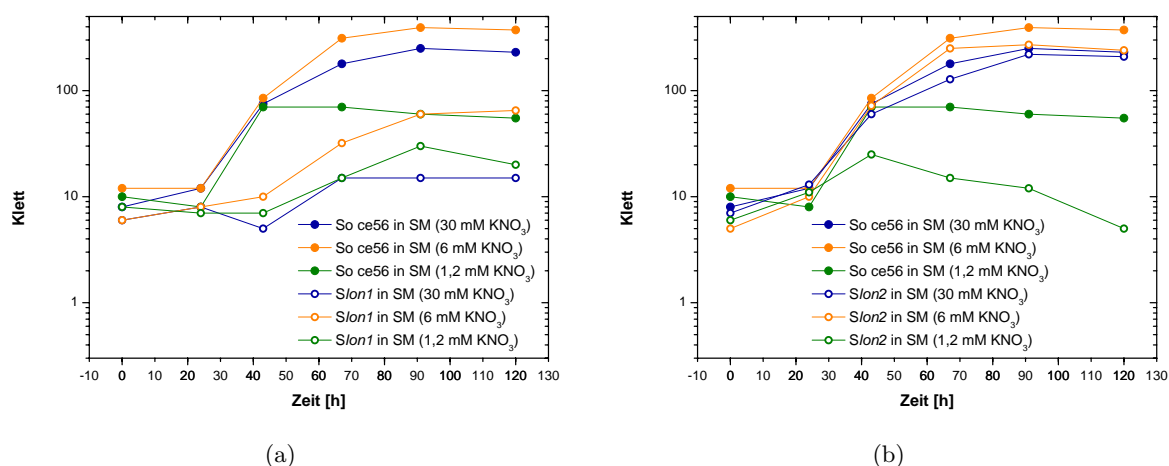 100
10
1
Klett
So ce56 in SM (30 mM KNO₃)
So ce56 in SM (6 mM KNO₃)
So ce56 in SM (1,2 mM KNO₃)
Slon1 in SM (30 mM KNO₃)
Slon1 in SM (6 mM KNO₃)
Slon1 in SM (1,2 mM KNO₃)
-10 0 10 20 30 40 50 60 70 80 90 100 110 120 130
Zeit [h]
(a)
100
10
1
Klett
So ce56 in SM (30 mM KNO₃)
So ce56 in SM (6 mM KNO₃)
So ce56 in SM (1,2 mM KNO₃)
Slon2 in SM (30 mM KNO₃)
Slon2 in SM (6 mM KNO₃)
Slon2 in SM (1,2 mM KNO₃)
-10 0 10 20 30 40 50 60 70 80 90 100 110 120 130
Zeit [h]
(b)